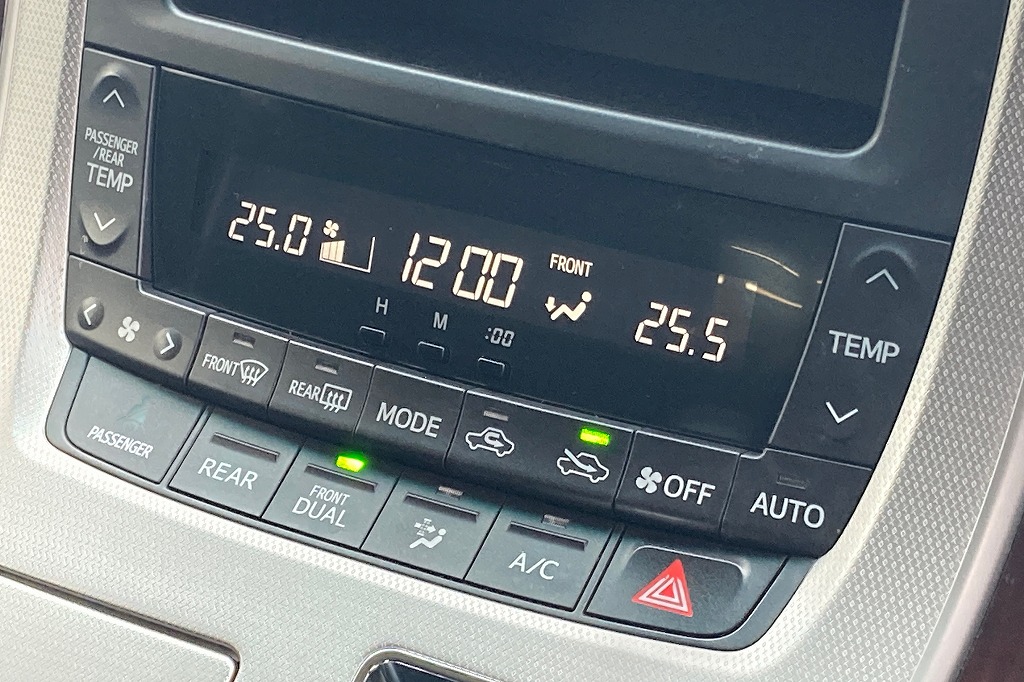 PASSENGER
/REAR
TEMP
25.0
12 00
FRONT
25.5
H
M
:00
TEMP
FRONT
REAR
MODE
OFF
AUTO
PASSENGER
REAR
FRONT
DUAL
A/C